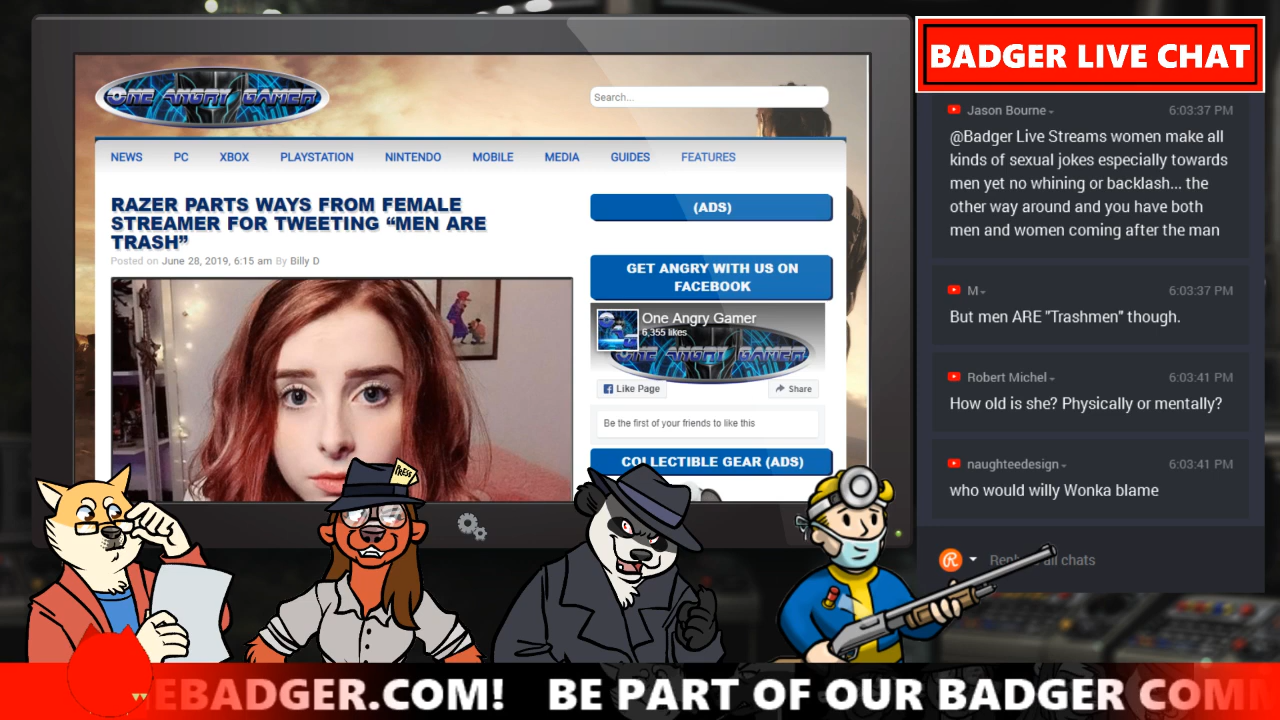 ONE ANGRY GAMER
Search...
NEWS PC XBOX PLAYSTATION NINTENDO MOBILE MEDIA GUIDES FEATURES
RAZER PARTS WAYS FROM FEMALE
STREAMER FOR TWEETING “MEN ARE
TRASH”
Posted on June 28, 2019, 6:15 am By Billy D
(ADS)
GET ANGRY WITH US ON
FACEBOOK
One Angry Gamer
6,355 likes
ONE ANGRY GAMER
Like Page
Share
Be the first of your friends to like this
COLLECTIBLE GEAR (ADS)
PRESS
BADGER LIVE CHAT
Jason Bourne 6:03:37 PM
@Badger Live Streams women make all
kinds of sexual jokes especially towards
men yet no whining or backlash... the
other way around and you have both
men and women coming after the man
M 6:03:37 PM
But men ARE "Trashmen" though.
Robert Michel 6:03:41 PM
How old is she? Physically or mentally?
naughteedesign 6:03:41 PM
who would willy Wonka blame
all chats
EBADGER.COM! BE PART OF OUR BADGER COM